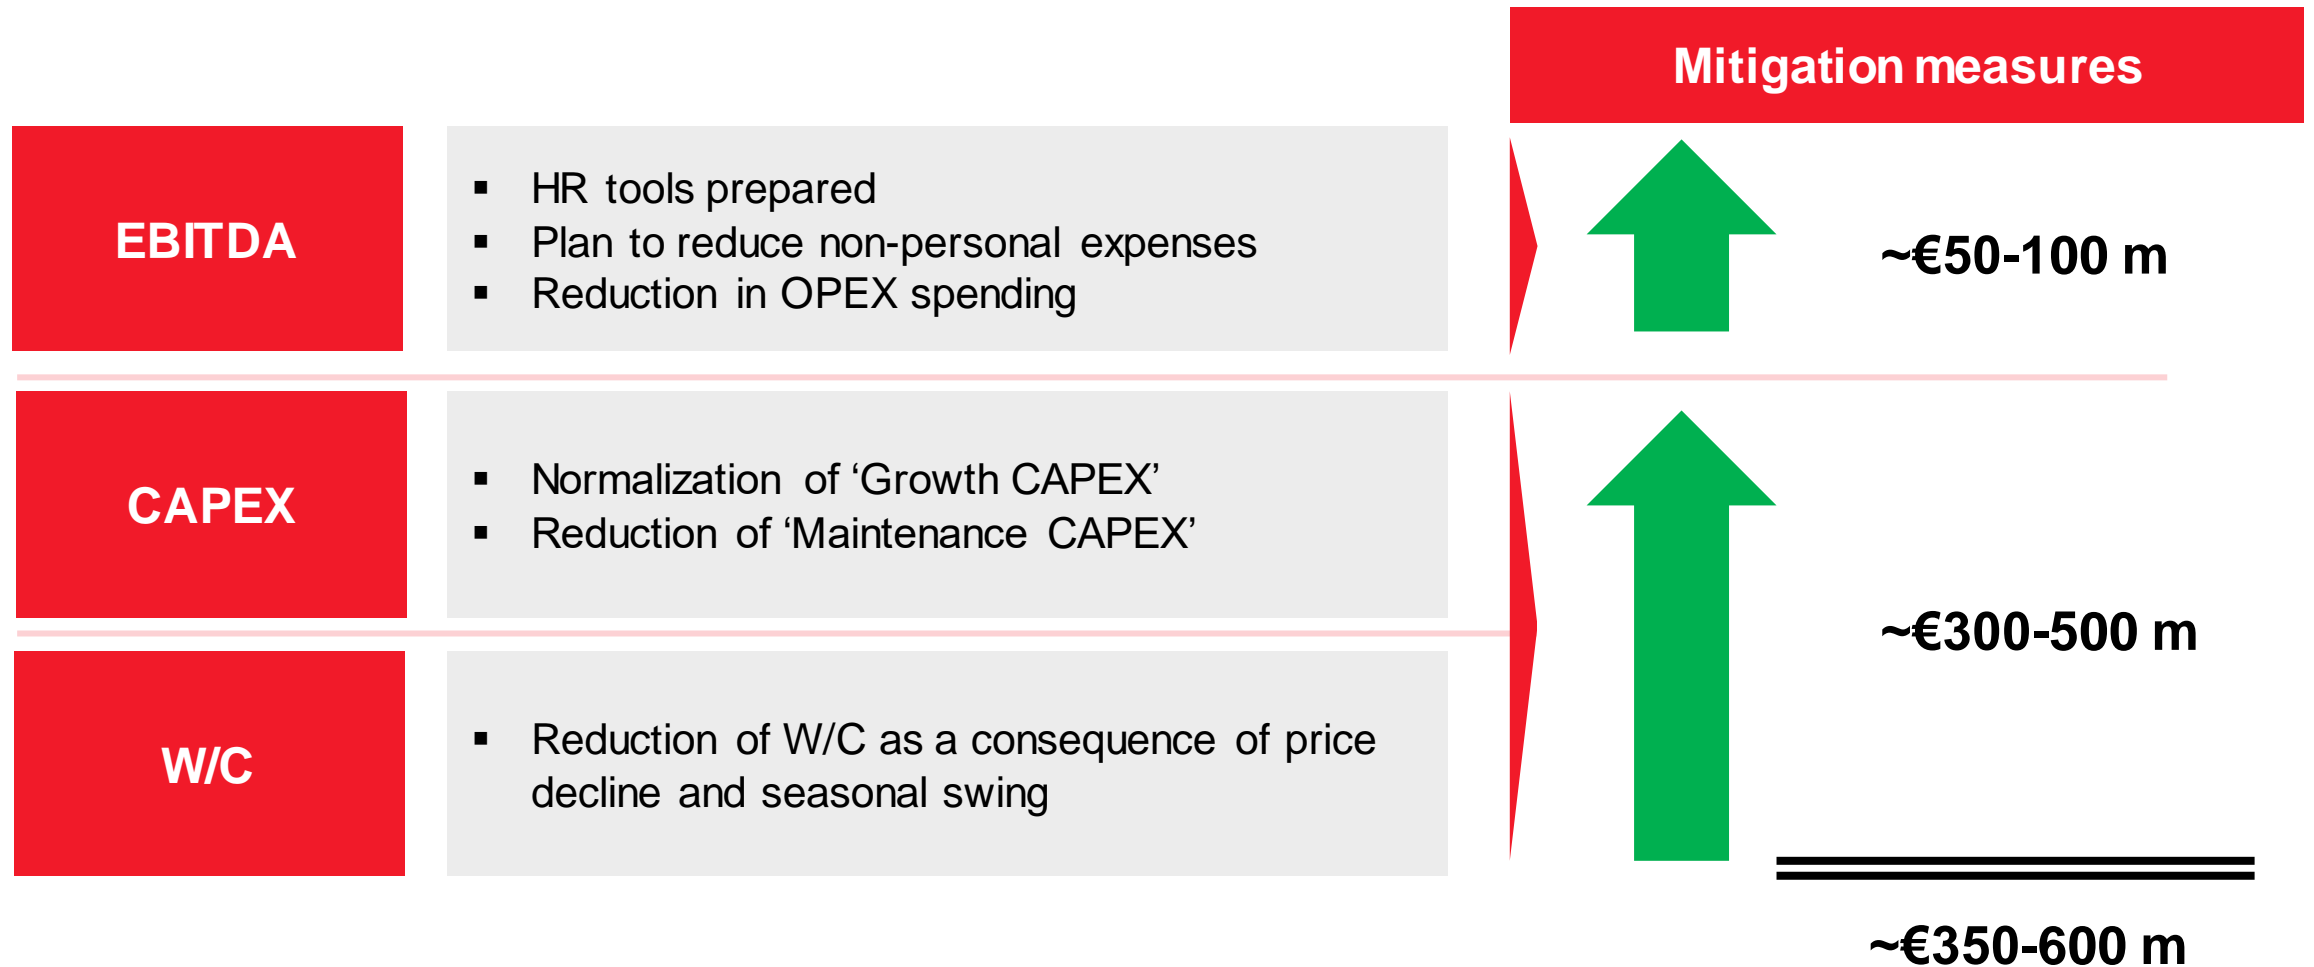 Mitigation measures
EBITDA
▪ HR tools prepared
▪ Plan to reduce non-personal expenses
▪ Reduction in OPEX spending
~€50-100 m
CAPEX
▪ Normalization of ‘Growth CAPEX’
▪ Reduction of ‘Maintenance CAPEX’
~€300-500 m
W/C
▪ Reduction of W/C as a consequence of price
decline and seasonal swing
~€350-600 m